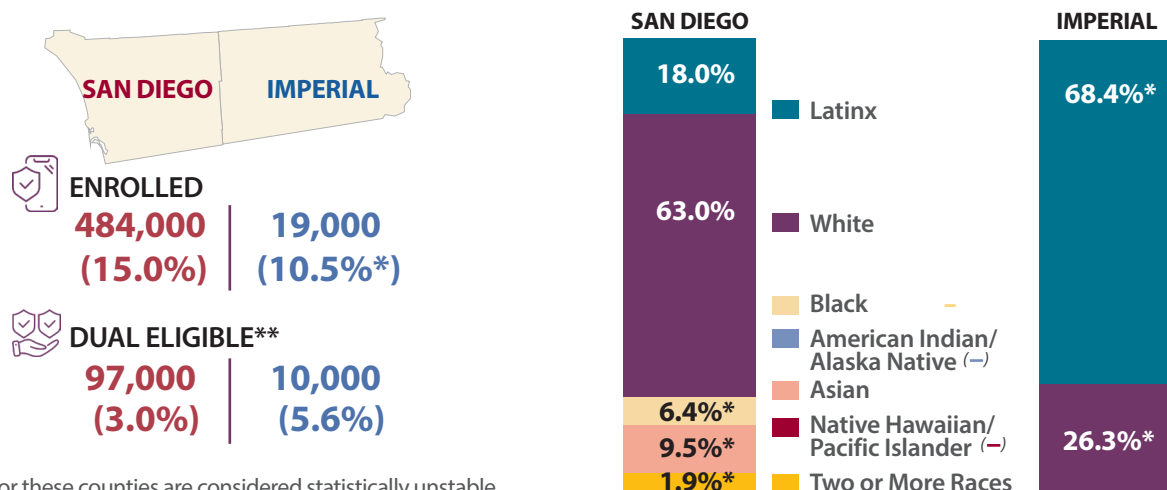 SAN DIEGO
IMPERIAL
ENROLLED
484,000
19,000
(15.0%)
(10.5%*)
DUAL ELIGIBLE**
97,000
10,000
(3.0%)
(5.6%)
or these counties are considered statistically unstable
SAN DIEGO
18.0%
63.0%
6.4%*
9.5%*
1.9%*
Latinx
White
Black –
American Indian/
Alaska Native (–)
Asian
Native Hawaiian/
Pacific Islander (–)
Two or More Races
IMPERIAL
68.4%*
26.3%*